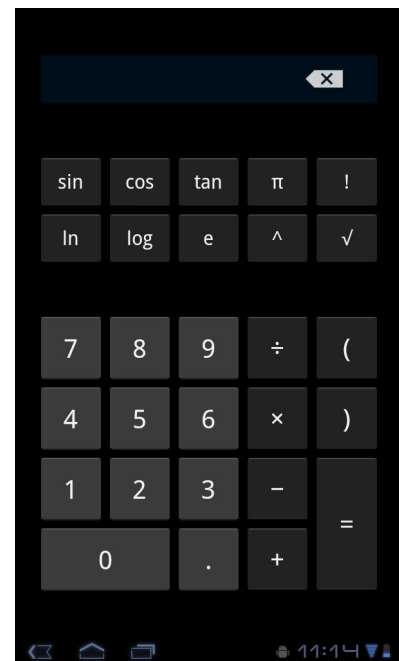 sin cos tan π !
ln log e ^ √
7 8 9 ÷ (
4 5 6 × )
1 2 3 −
=
0 . +
11:14